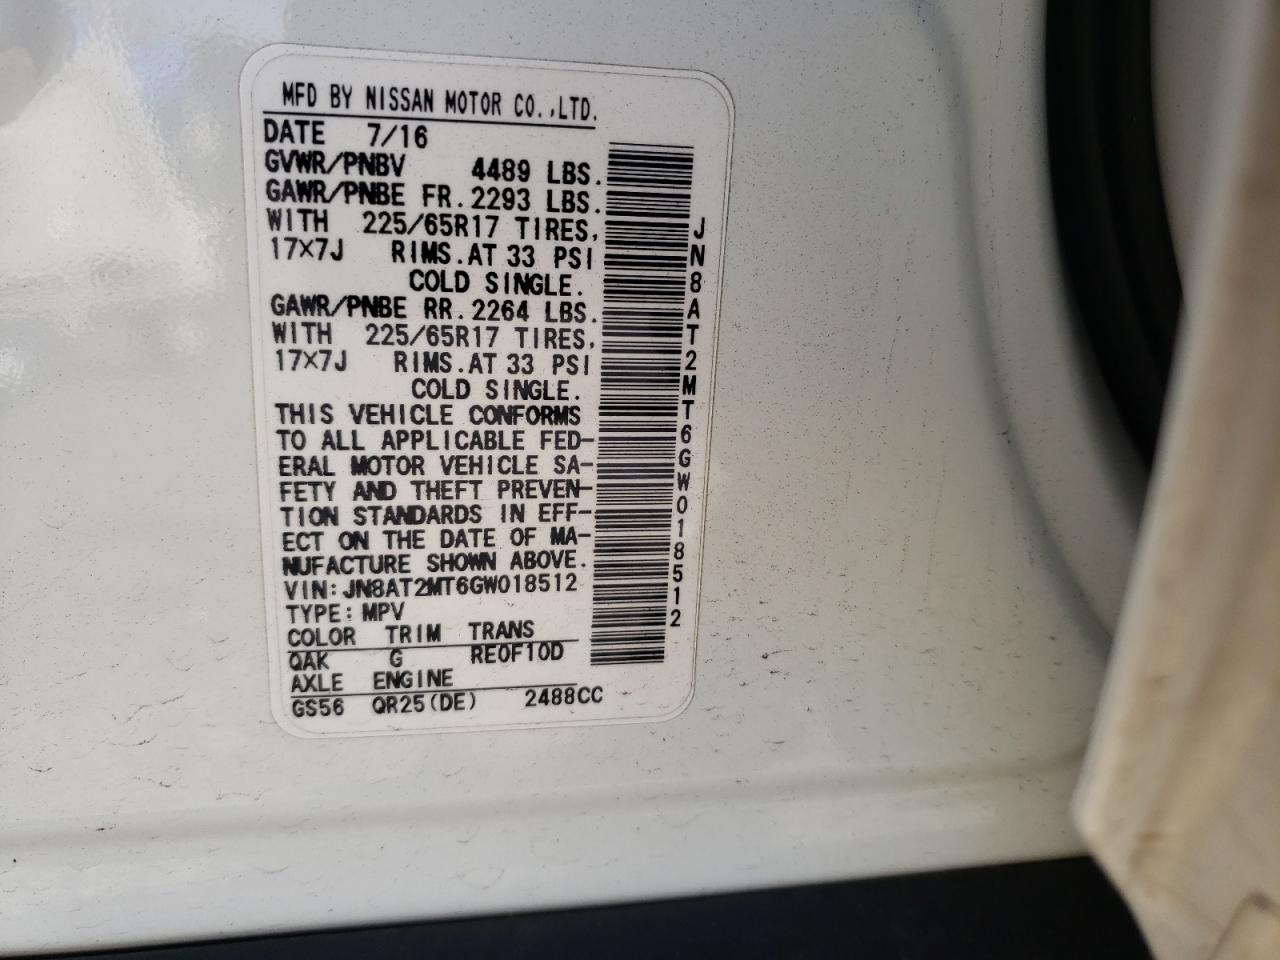 MFD BY NISSAN MOTOR CO.,LTD.
DATE 7/16
GVWR/PNBV 4489 LBS.
GAWR/PNBE FR.2293 LBS.
WITH 225/65R17 TIRES,
17×7J RIMS.AT 33 PSI
COLD SINGLE.
GAWR/PNBE RR.2264 LBS.
WITH 225/65R17 TIRES,
17×7J RIMS.AT 33 PSI
COLD SINGLE.
THIS VEHICLE CONFORMS
TO ALL APPLICABLE FED-
ERAL MOTOR VEHICLE SA-
FETY AND THEFT PREVEN-
TION STANDARDS IN EFF-
ECT ON THE DATE OF MA-
NUFACTURE SHOWN ABOVE.
VIN:JN8AT2MT6GW018512
TYPE:MPV
COLOR TRIM TRANS
QAK G RE0F10D
AXLE ENGINE
GS56 QR25(DE) 2488CC
JN8AT2MT6GW018512